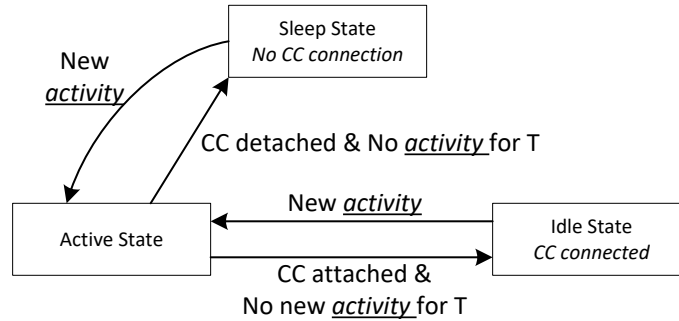 Sleep State
No CC connection
New
activity
CC detached & No activity for T
New activity
Active State
Idle State
CC connected
CC attached &
No new activity for T